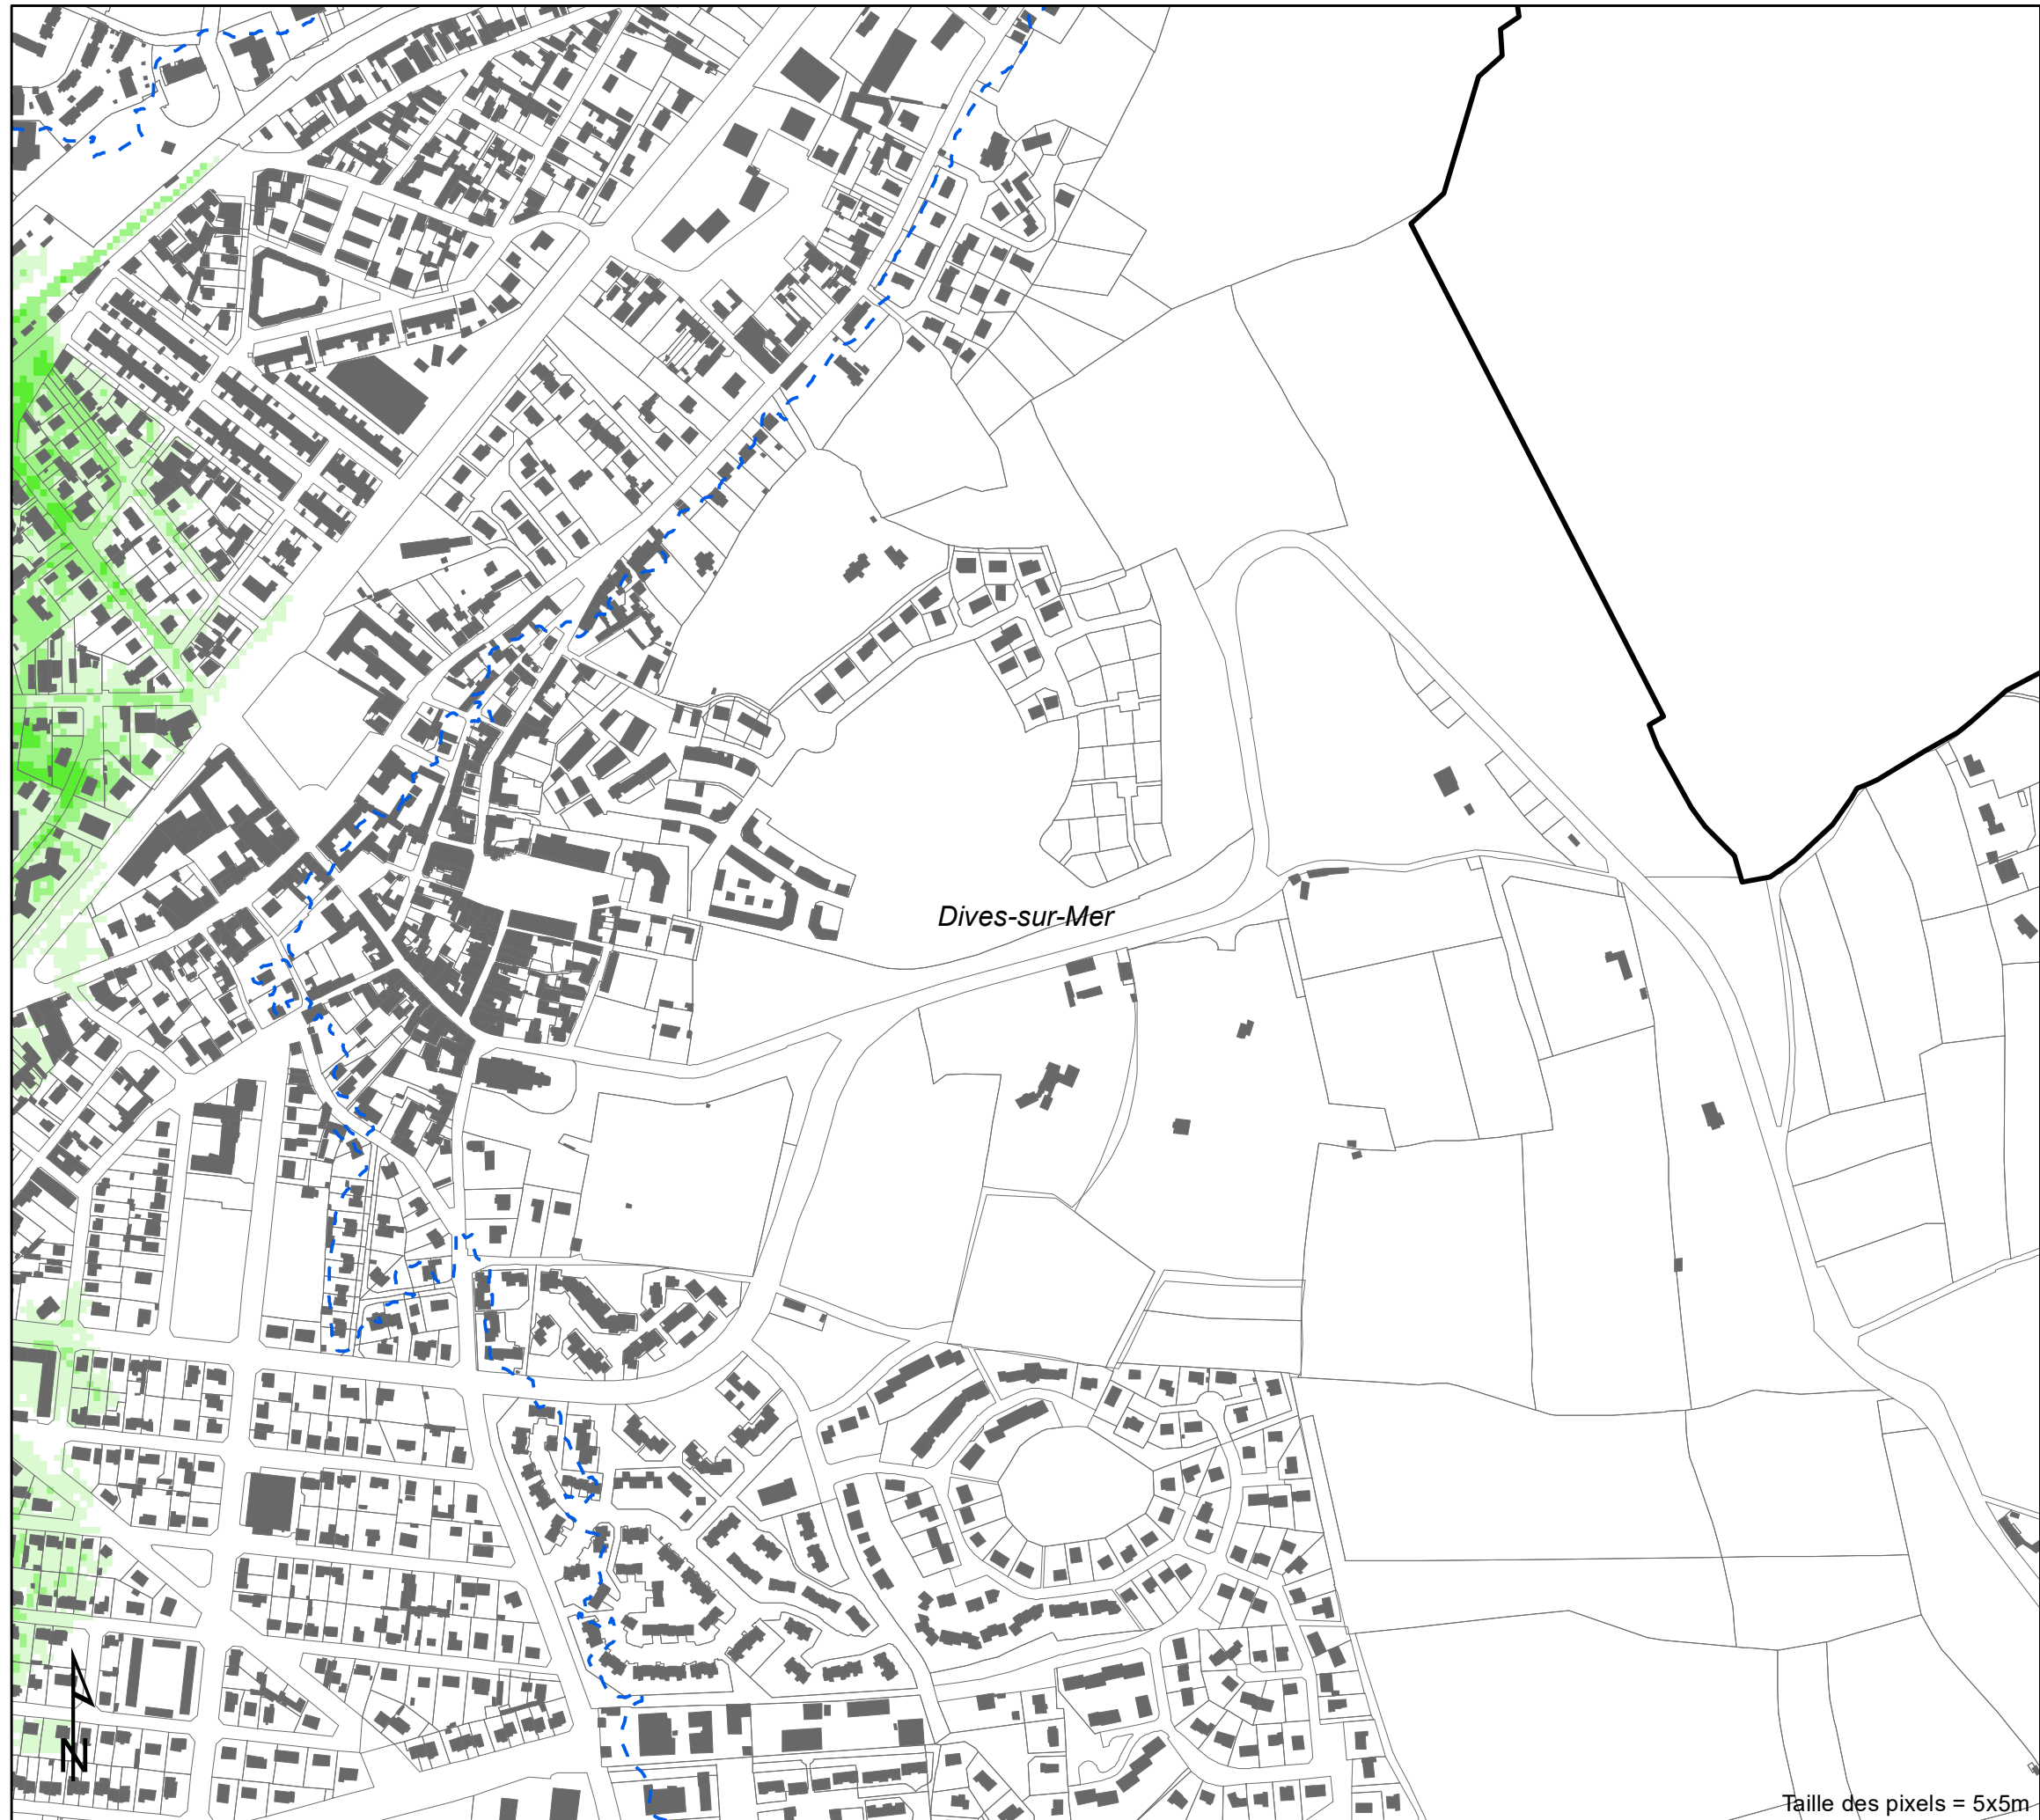 Dives-sur-Mer
N
Taille des pixels = 5x5m